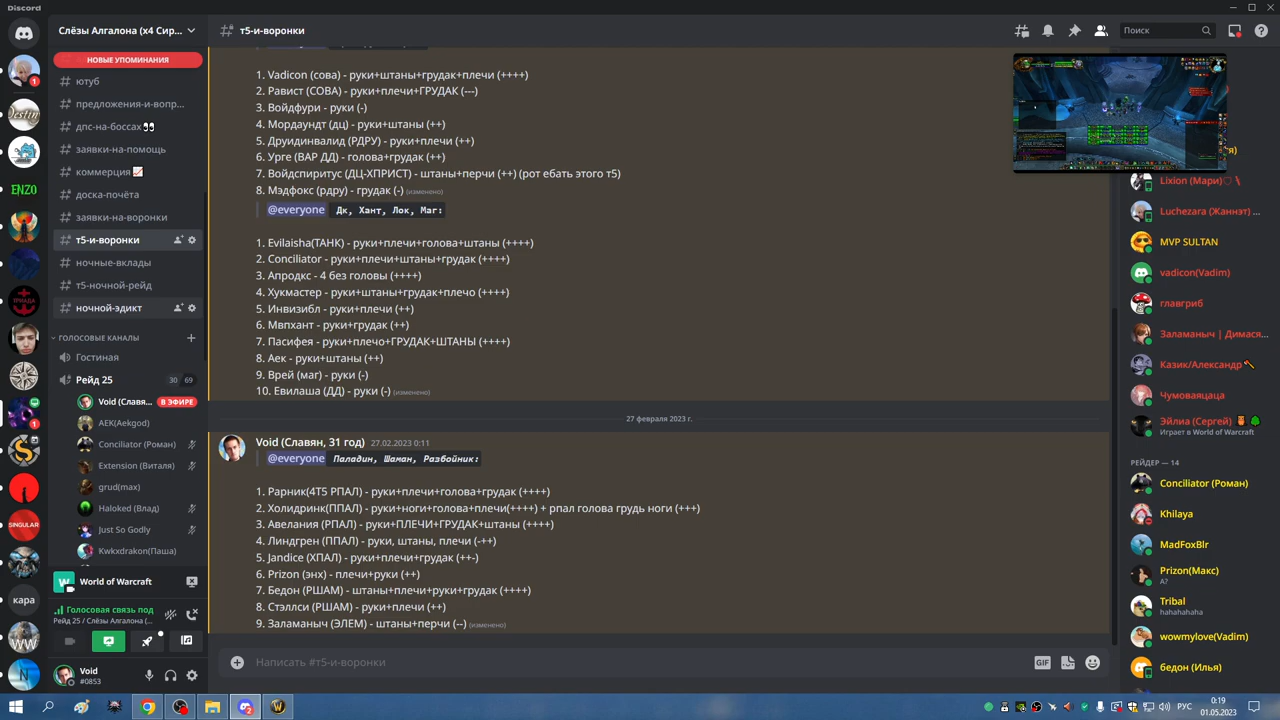 Discord
Слёзы Алгалона (x4 Сир...
т5-и-воронки
Поиск
НОВЫЕ УПОМИНАНИЯ
ютуб
предложения-и-вопр...
дпс-на-боссах👀
заявки-на-помощь
коммерция📈
доска-почёта
заявки-на-воронки
т5-и-воронки
ночные-вклады
т5-ночной-рейд
ночной-эдикт
ГОЛОСОВЫЕ КАНАЛЫ
Гостиная
Рейд 25 30 69
Void (Славя... В ЭФИРЕ
AEK(Aekgod)
Conciliator (Роман)
Extension (Виталя)
grud(max)
Haloked (Влад)
Just So Godly
Kwkxdrakon(Паша)
World of Warcraft
Голосовая связь под
Рейд 25 / Слёзы Алгалона (...
Void
#0853
ENZO
ТРИАДА
SINGULAR
кара
1. Vadicon (сова) - руки+штаны+грудак+плечи (++++)
2. Равист (СОВА) - руки+плечи+ГРУДАК (---)
3. Войдфури - руки (-)
4. Мордаундт (дц) - руки+штаны (++)
5. Друидинвалид (РДРУ) - руки+плечи (++)
6. Урге (ВАР ДД) - голова+грудак (++)
7. Войдспиритус (ДЦ-ХПРИСТ) - штаны+плечи (++) (рот ебать этого т5)
8. Мэдфокс (рдру) - грудак (-) (изменено)
@everyone Дк, Хант, Лок, Маг:
1. Evilaisha(ТАНК) - руки+плечи+голова+штаны (++++)
2. Conciliator - руки+плечи+штаны+грудак (++++)
3. Апродкс - 4 без головы (++++)
4. Хукмастер - руки+штаны+грудак+плечо (++++)
5. Инвизибл - руки+плечи (++)
6. Мвпхант - руки+грудак (++)
7. Пасифея - руки+плечо+ГРУДАК+ШТАНЫ (++++)
8. Аек - руки+штаны (++)
9. Врей (маг) - руки (-)
10. Евилаша (ДД) - руки (-) (изменено)
27 февраля 2023 г.
Void (Славян, 31 год) 27.02.2023 0:11
@everyone Паладин, Шаман, Разбойник:
1. Рарник(4Т5 РПАЛ) - руки+плечи+голова+грудак (++++)
2. Холидринк(ППАЛ) - руки+ноги+голова+плечи(++++) + рпал голова грудь ноги (+++)
3. Авелания (РПАЛ) - руки+ПЛЕЧИ+ГРУДАК+штаны (++++)
4. Линдгрен (ППАЛ) - руки, штаны, плечи (-++)
5. Jandice (ХПАЛ) - руки+плечи+грудак (++-)
6. Prizon (энх) - плечи+руки (++)
7. Бедон (РШАМ) - штаны+плечи+руки+грудак (++++)
8. Стэллси (РШАМ) - руки+плечи (++)
9. Заламаныч (ЭЛЕМ) - штаны+перчи (--) (изменено)
Написать #т5-и-воронки
GIF
Lixion (Мари)
Luchezara (Жаннэт) ...
MVP SULTAN
vadicon(Vadim)
главгриб
Заламаныч | Димася...
Казик/Александр
Чумоваяцаца
Эйлиа (Сергей)
Играет в World of Warcraft
РЕЙДЕР — 14
Conciliator (Роман)
Khilaya
MadFoxBlr
Prizon(Макс)
А?
Tribal
hahahahaha
wowmylove(Vadim)
бедон (Илья)
РУС
0:19
01.05.2023